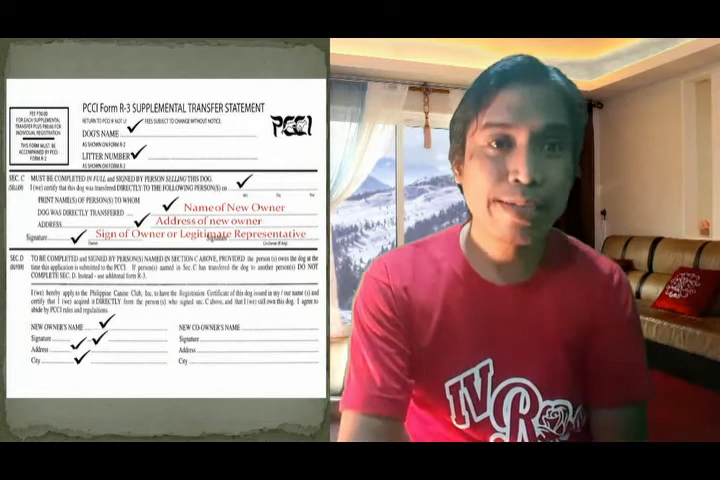 PCCI Form R-3 SUPPLEMENTAL TRANSFER STATEMENT
RETURN TO PCCI IF NOT U FEES SUBJECT TO CHANGE WITHOUT NOTICE.
FEE ₱70.00
FOR EACH SUPPLEMENTAL
TRANSFER PLUS ₱80.00 FOR
INDIVIDUAL REGISTRATION
THIS FORM MUST BE
ACCOMPANIED BY PCCI
FORM R-2
DOG'S NAME
AS SHOWN ON FORM R-2
LITTER NUMBER
AS SHOWN ON FORM R-2
PCCI
SEC. C MUST BE COMPLETED IN FULL and SIGNED BY PERSON SELLING THIS DOG.
(SELLER) I (we) certify that this dog was transferred DIRECTLY TO THE FOLLOWING PERSON(S) on
PRINT NAME(S) OF PERSON(S) TO WHOM
Name of New Owner
DOG WAS DIRECTLY TRANSFERRED
Address of new owner
ADDRESS
Sign of Owner or Legitimate Representative
Signature Signature
SEC. D TO BE COMPLETED and SIGNED BY PERSON(S) NAMED IN SECTION C ABOVE, PROVIDED the person (s) owns the dog at the
(BUYER) time this application is submitted to the PCCI. If person(s) named in Sec.C has transferred the dog to another person(s) DO NOT
COMPLETE SEC. D. Instead - use additional form R-3.
I (we) hereby apply to the Philippine Canine Club, Inc. to have the Registration Certificate of this dog issued in my / our name (s) and
certify that I (we) acquired it DIRECTLY from the person (s) who signed sec. C above, and that I (we) still own this dog. I agree to
abide by PCCI rules and regulations.
NEW OWNER'S NAME NEW CO-OWNER'S NAME
Signature Signature
Address Address
City City
IV R